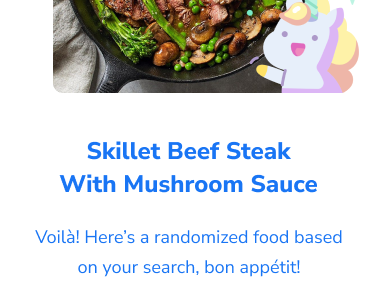 Skillet Beef Steak
With Mushroom Sauce
Voilà! Here’s a randomized food based
on your search, bon appétit!